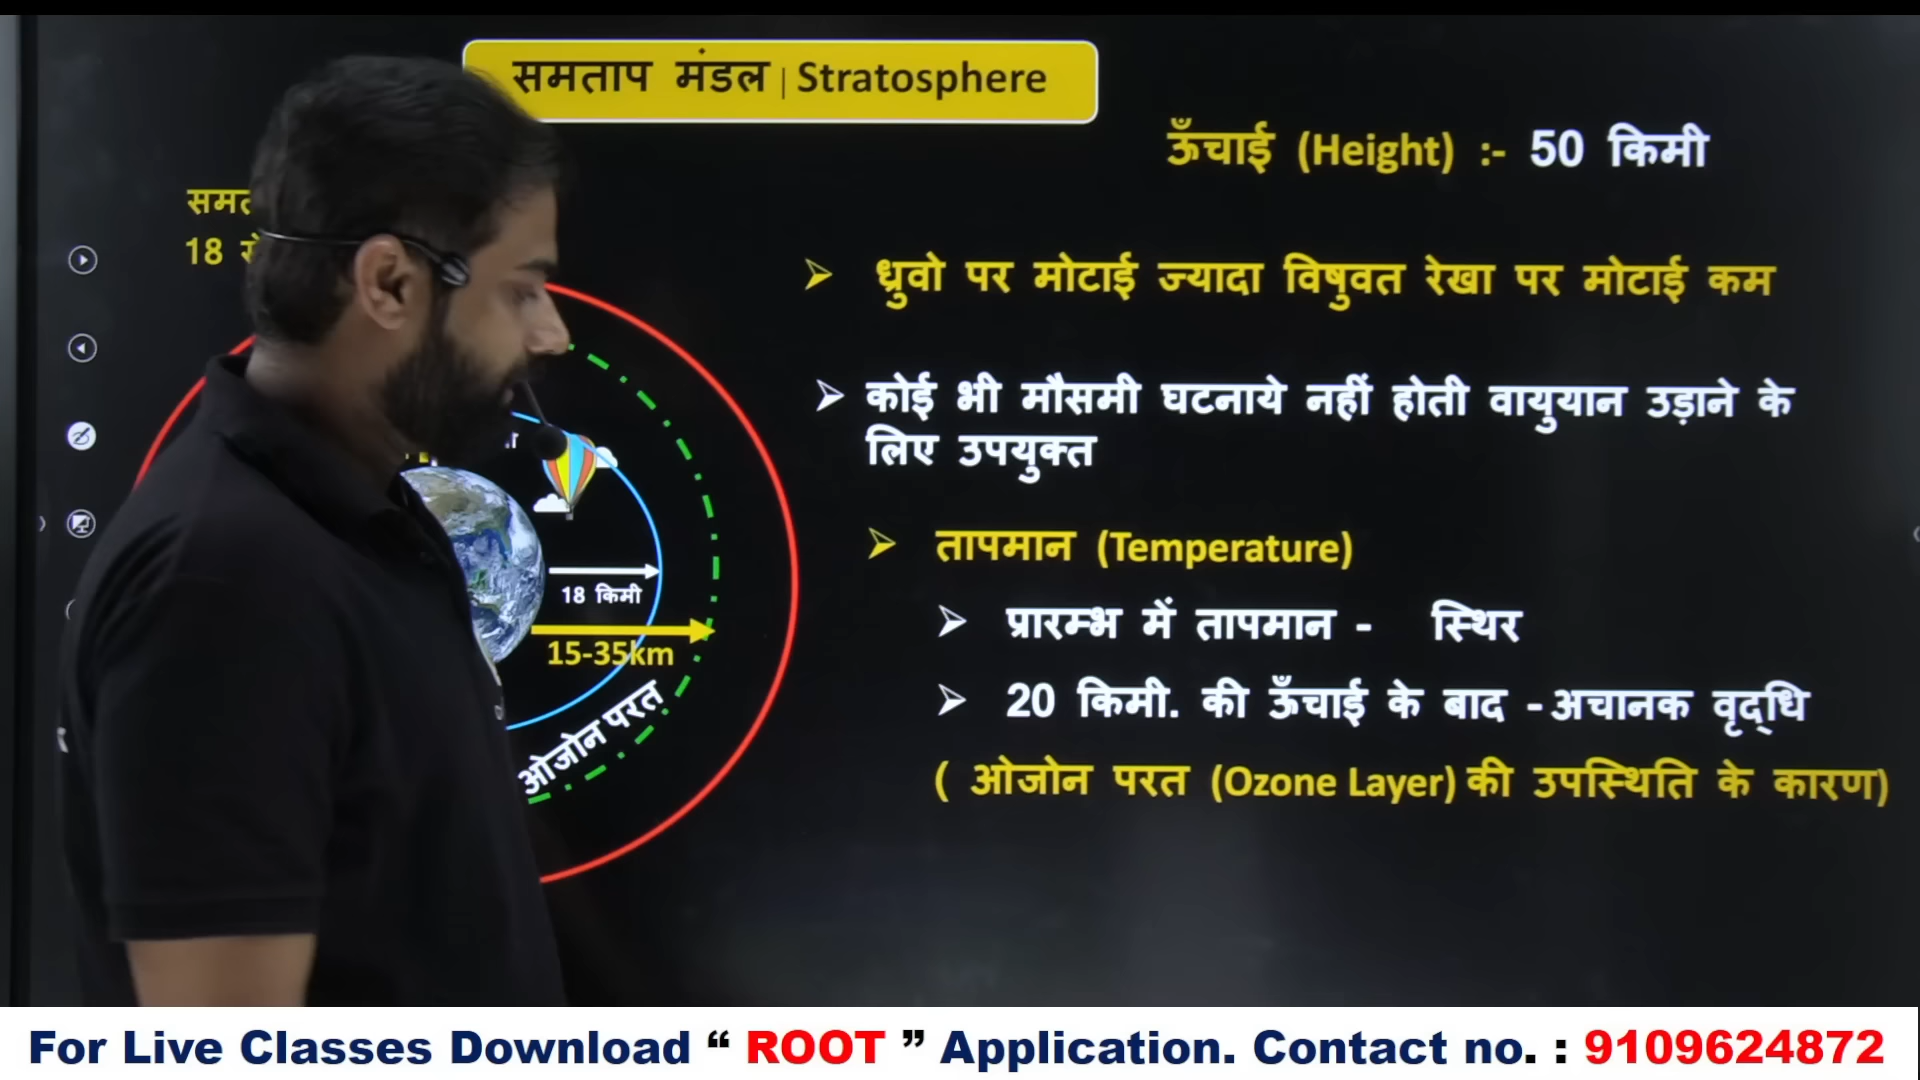 समताप मंडल | Stratosphere
ऊँचाई (Height) :- 50 किमी
18
ध्रुवो पर मोटाई ज्यादा विषुवत रेखा पर मोटाई कम
कोई भी मौसमी घटनाये नहीं होती वायुयान उड़ाने के
लिए उपयुक्त
तापमान (Temperature)
18 किमी
प्रारम्भ में तापमान - स्थिर
15-35km
20 किमी. की ऊँचाई के बाद - अचानक वृद्धि
ओजोन परत
( ओजोन परत (Ozone Layer) की उपस्थिति के कारण)
For Live Classes Download “ ROOT ” Application. Contact no. : 9109624872